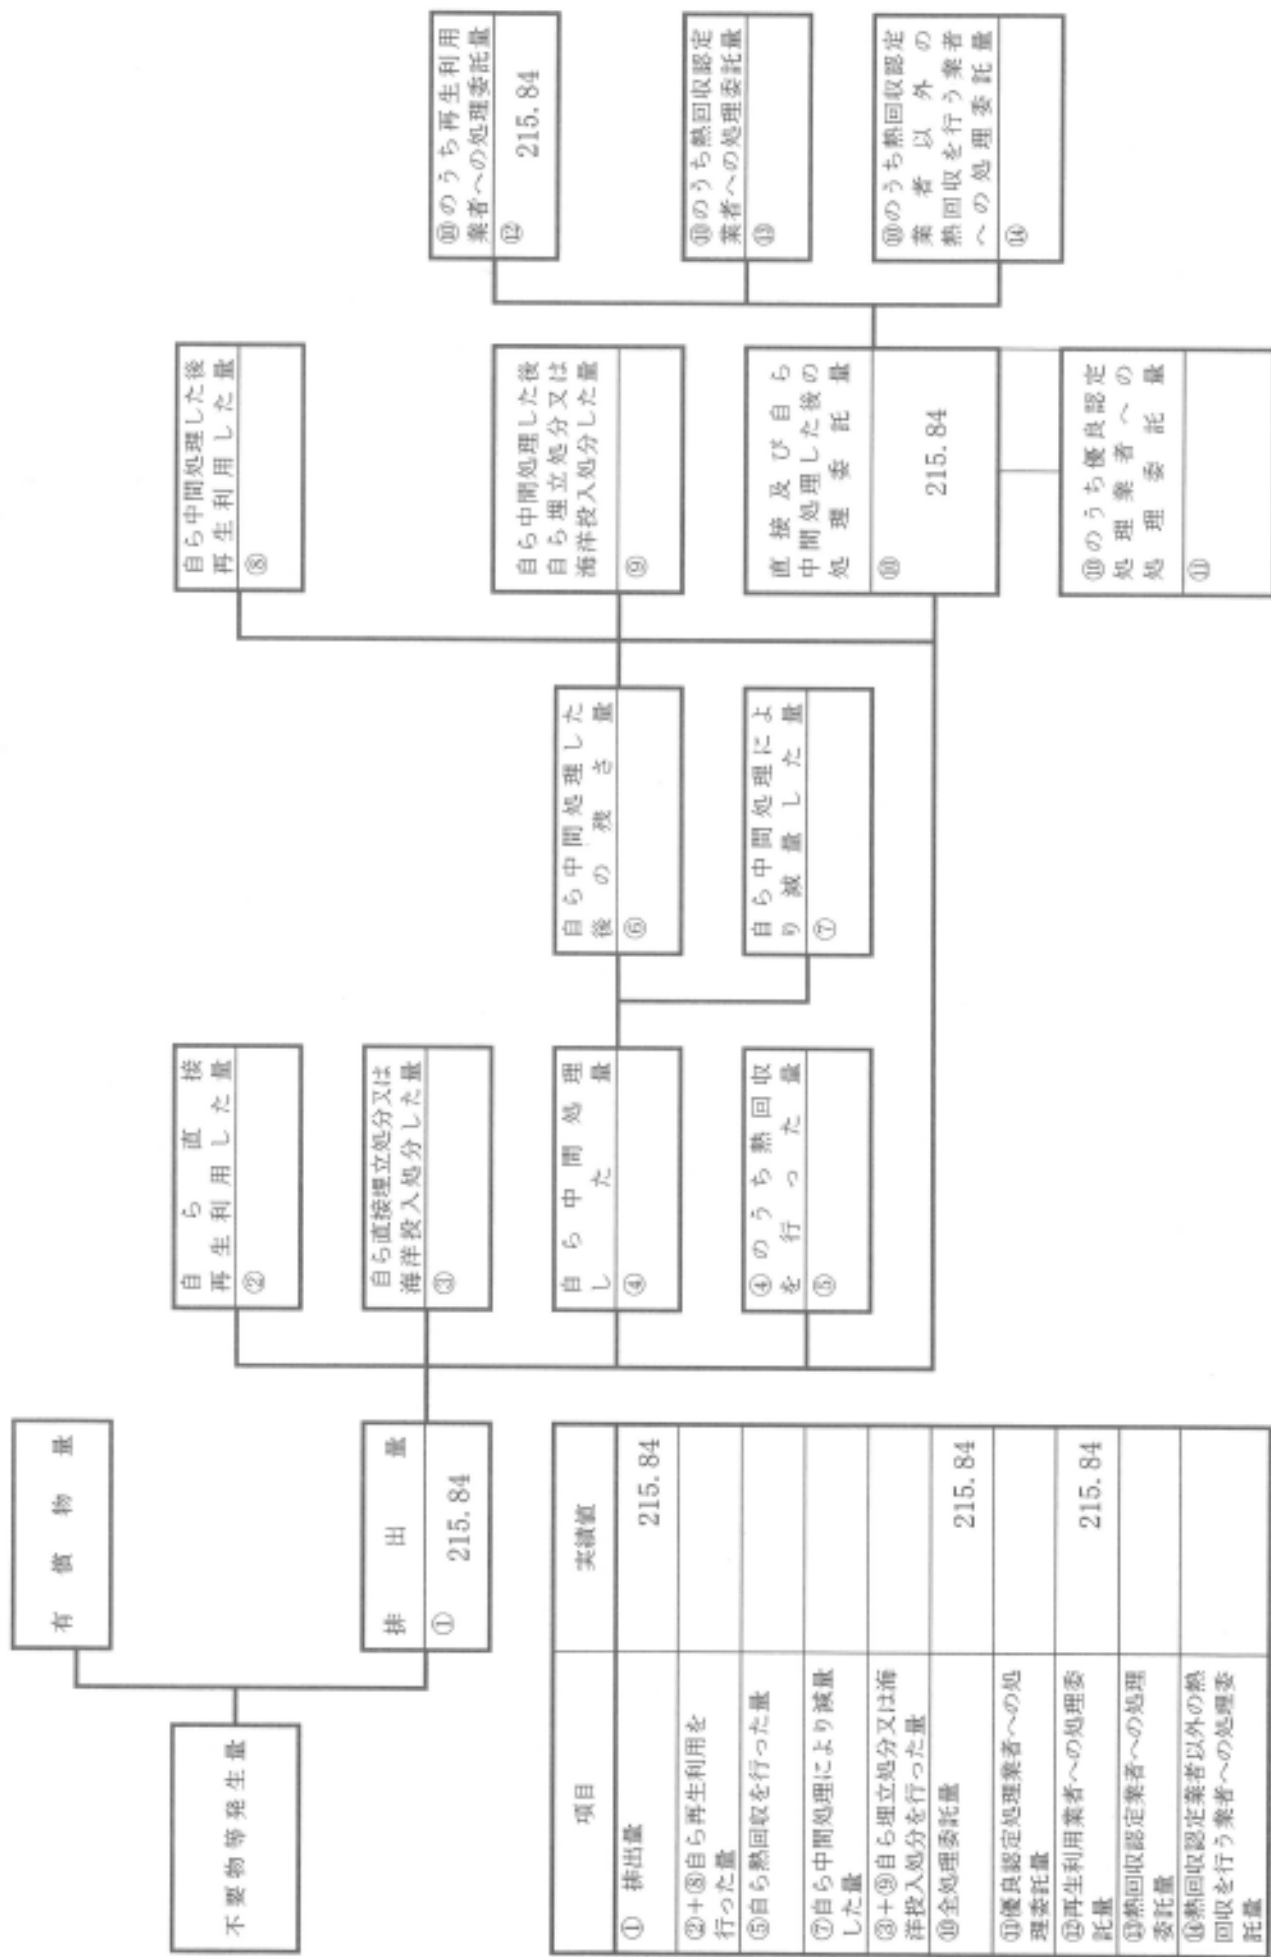 不要物等発生量
有償物量
排出量
① 215.84
自ら直接
再生利用した量
②
自ら直接埋立処分又は
海洋投入処分した量
③
自ら中間処理
した量
④
④のうち熱回収
を行った量
⑤
自ら中間処理した
後の残さ量
⑥
自ら中間処理によ
り減量した量
⑦
自ら中間処理した後
再生利用した量
⑧
自ら中間処理した後
自ら埋立処分又は
海洋投入処分した量
⑨
直接及び自ら
中間処理した後の
処理委託量
⑩ 215.84
⑩のうち優良認定
処理業者への
処理委託量
⑪
⑩のうち再生利用
業者への処理委託量
⑫ 215.84
⑩のうち熱回収認定
業者への処理委託量
⑬
⑩のうち熱回収認定
業者以外の
熱回収を行う業者
への処理委託量
⑭
項目 実績値
① 排出量 215.84
②+⑧自ら再生利用を
行った量
⑤自ら熱回収を行った量
⑦自ら中間処理により減量
した量
③+⑨自ら埋立処分又は海
洋投入処分を行った量
⑩全処理委託量 215.84
⑪優良認定処理業者への処
理委託量
⑫再生利用業者への処理委
託量 215.84
⑬熱回収認定業者への処理
委託量
⑭熱回収認定業者以外の熱
回収を行う業者への処理委
託量